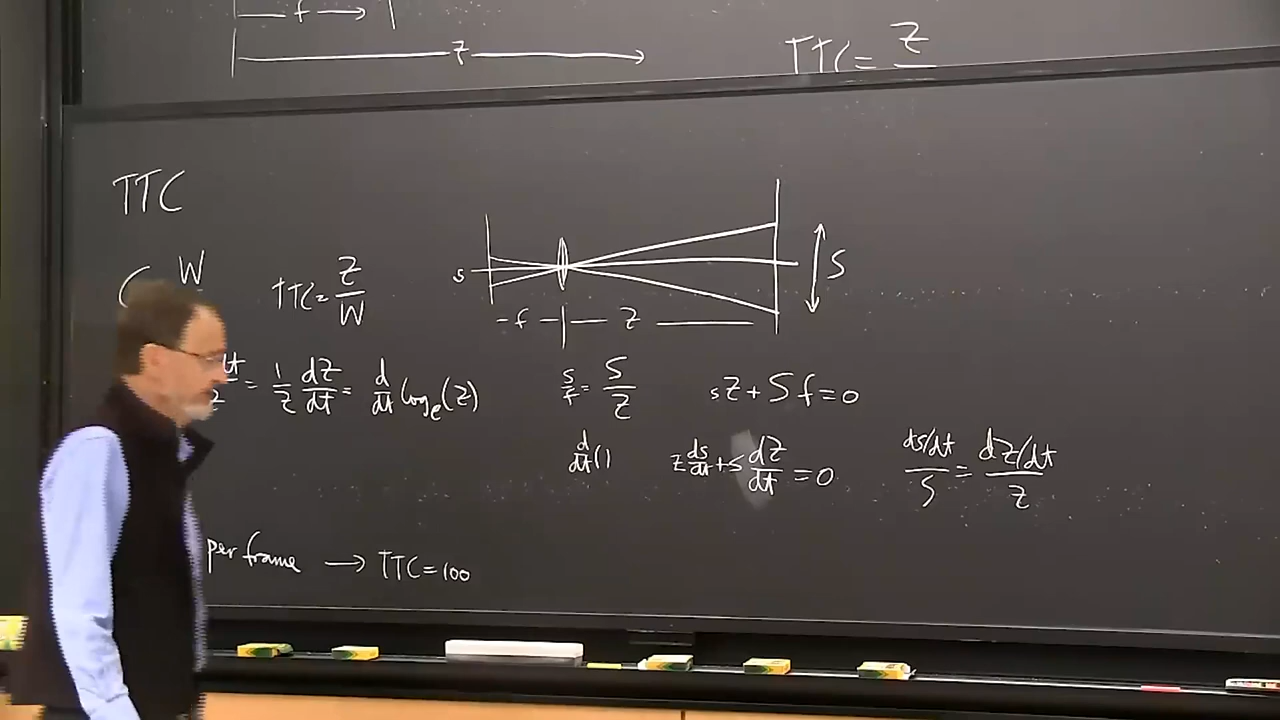 f
Z
TTC = Z
TTC
W
TTC = Z/W
s
S
f
Z
= 1/Z dZ/dt = d/dt log_e(Z)
s/f = S/Z
sZ + Sf = 0
d/dt ()
Z ds/dt + s dZ/dt = 0
ds/dt / s = dZ/dt / Z
per frame → TTC = 100